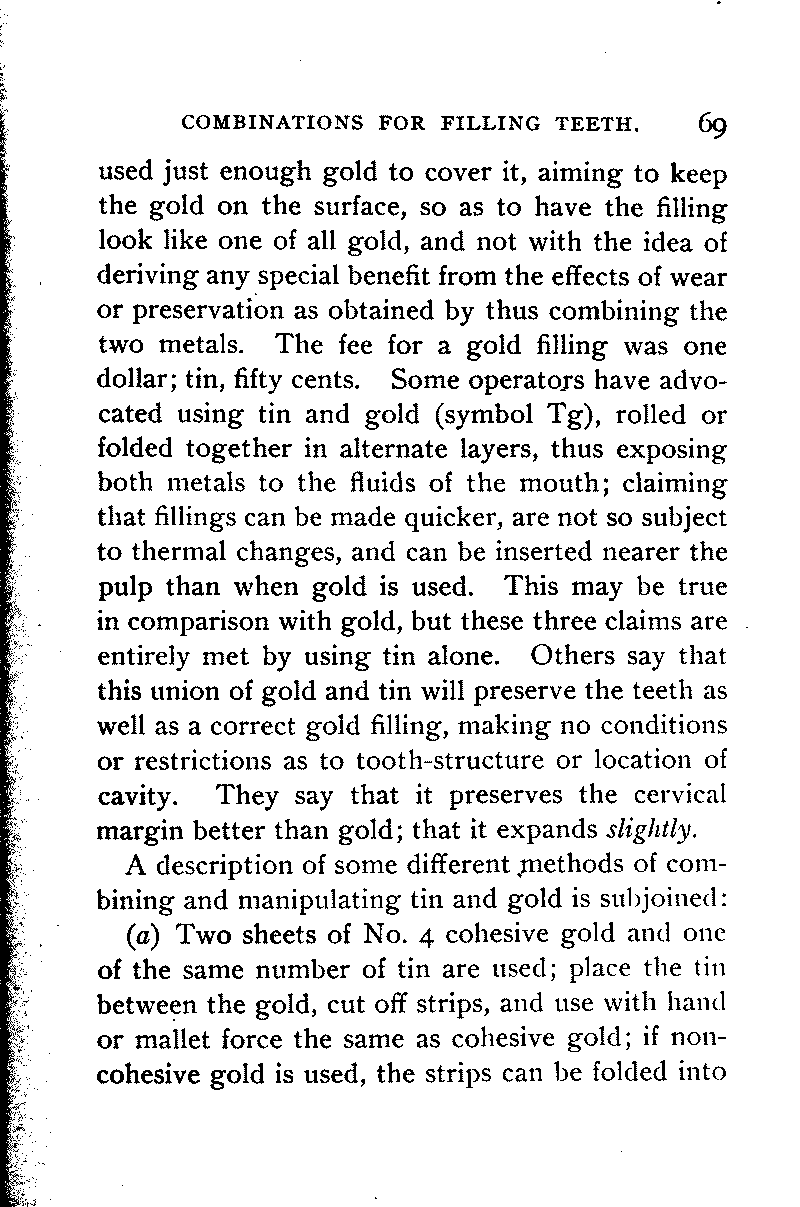 COMBINATIONS FOR FILLING TEETH. 69
used just enough gold to cover it, aiming to keep
the gold on the surface, so as to have the filling
look like one of all gold, and not with the idea of
deriving any special benefit from the effects of wear
or preservation as obtained by thus combining the
two metals. The fee for a gold filling was one
dollar; tin, fifty cents. Some operators have advo-
cated using tin and gold (symbol Tg), rolled or
folded together in alternate layers, thus exposing
both metals to the fluids of the mouth; claiming
that fillings can be made quicker, are not so subject
to thermal changes, and can be inserted nearer the
pulp than when gold is used. This may be true
in comparison with gold, but these three claims are
entirely met by using tin alone. Others say that
this union of gold and tin will preserve the teeth as
well as a correct gold filling, making no conditions
or restrictions as to tooth-structure or location of
cavity. They say that it preserves the cervical
margin better than gold; that it expands slightly.
A description of some different methods of com-
bining and manipulating tin and gold is subjoined:
(a) Two sheets of No. 4 cohesive gold and one
of the same number of tin are used; place the tin
between the gold, cut off strips, and use with hand
or mallet force the same as cohesive gold; if non-
cohesive gold is used, the strips can be folded into